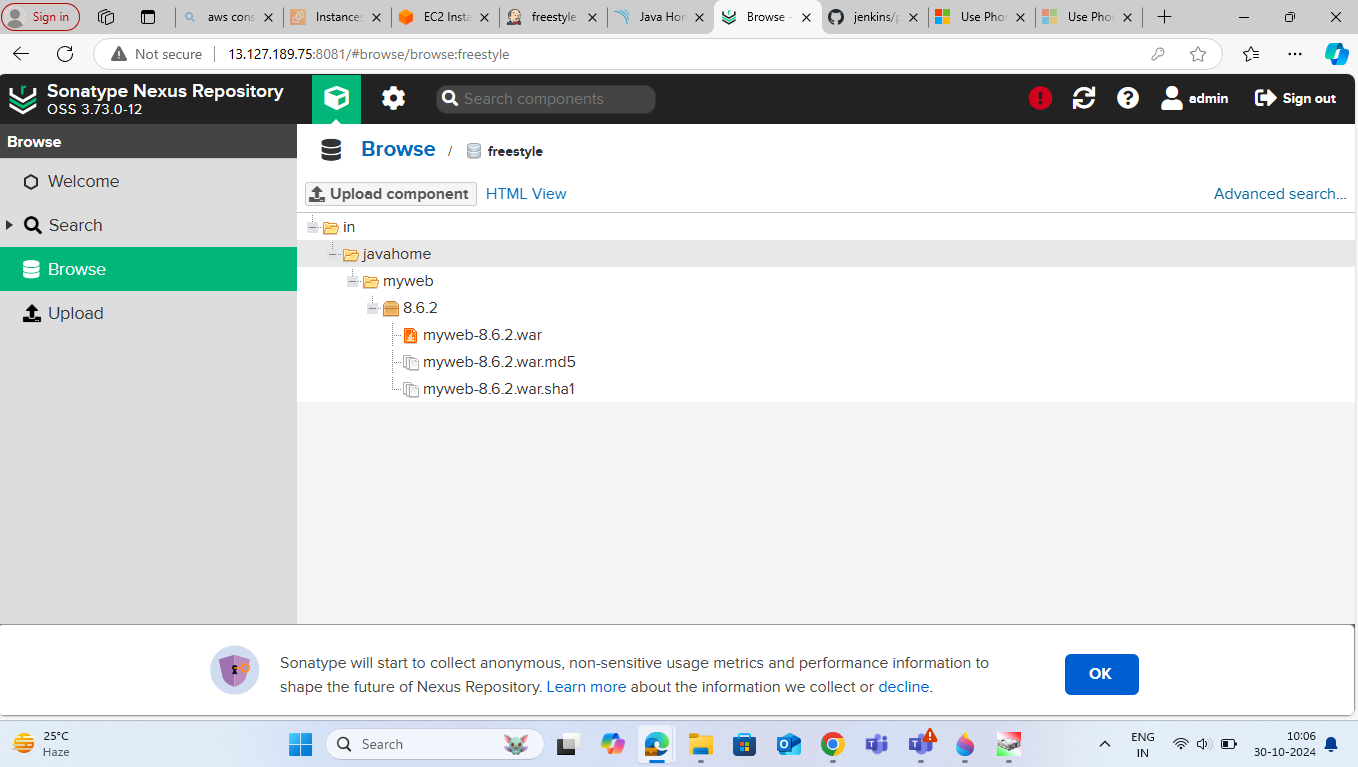 Sign in
aws cons
Instances
EC2 Insta
freestyle
Java Hor
Browse -
jenkins/p
Use Phon
Use Phon
Not secure
13.127.189.75:8081/#browse/browse:freestyle
Sonatype Nexus Repository
OSS 3.73.0-12
Search components
admin
Sign out
Browse
Welcome
Search
Browse
Upload
Browse / freestyle
Upload component
HTML View
Advanced search...
in
javahome
myweb
8.6.2
myweb-8.6.2.war
myweb-8.6.2.war.md5
myweb-8.6.2.war.sha1
Sonatype will start to collect anonymous, non-sensitive usage metrics and performance information to
shape the future of Nexus Repository. Learn more about the information we collect or decline.
OK
25°C
Haze
Search
ENG
IN
10:06
30-10-2024